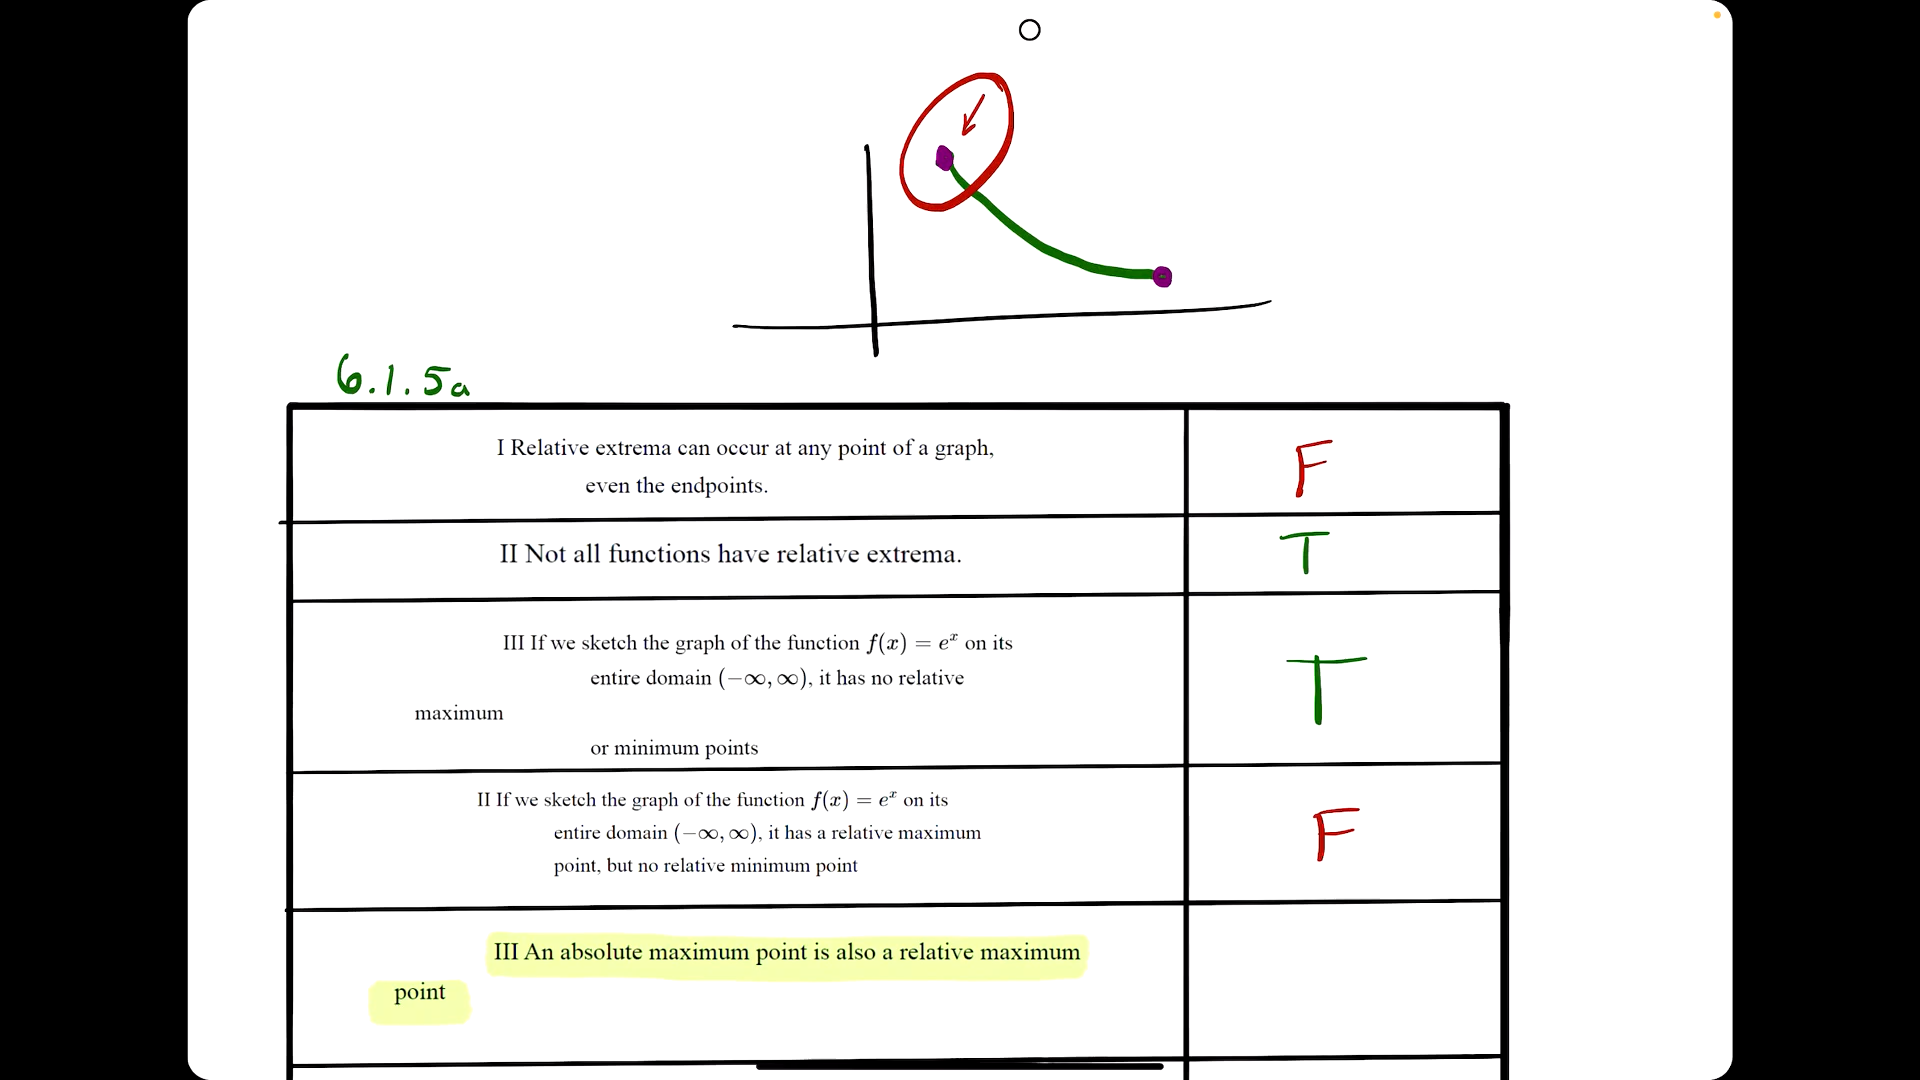 6.1.5a
I Relative extrema can occur at any point of a graph,
even the endpoints.
F
II Not all functions have relative extrema.
T
III If we sketch the graph of the function f(x) = eˣ on its
entire domain (−∞, ∞), it has no relative
maximum
or minimum points
T
II If we sketch the graph of the function f(x) = eˣ on its
entire domain (−∞, ∞), it has a relative maximum
point, but no relative minimum point
F
III An absolute maximum point is also a relative maximum
point